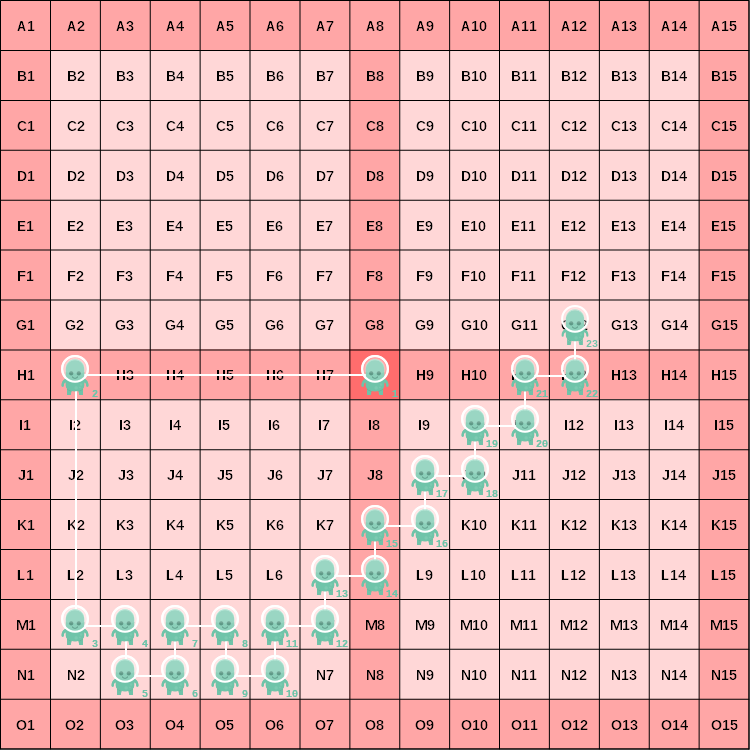 A1 A2 A3 A4 A5 A6 A7 A8 A9 A10 A11 A12 A13 A14 A15
B1 B2 B3 B4 B5 B6 B7 B8 B9 B10 B11 B12 B13 B14 B15
C1 C2 C3 C4 C5 C6 C7 C8 C9 C10 C11 C12 C13 C14 C15
D1 D2 D3 D4 D5 D6 D7 D8 D9 D10 D11 D12 D13 D14 D15
E1 E2 E3 E4 E5 E6 E7 E8 E9 E10 E11 E12 E13 E14 E15
F1 F2 F3 F4 F5 F6 F7 F8 F9 F10 F11 F12 F13 F14 F15
G1 G2 G3 G4 G5 G6 G7 G8 G9 G10 G11 G13 G14 G15
23
H1 H3 H4 H5 H6 H7 H9 H10 H13 H14 H15
2 1 21 22
I1 I2 I3 I4 I5 I6 I7 I8 I9 I12 I13 I14 I15
19 20
J1 J2 J3 J4 J5 J6 J7 J8 J11 J12 J13 J14 J15
17 18
K1 K2 K3 K4 K5 K6 K7 K10 K11 K12 K13 K14 K15
15 16
L1 L2 L3 L4 L5 L6 L9 L10 L11 L12 L13 L14 L15
13 14
M1 M8 M9 M10 M11 M12 M13 M14 M15
3 4 7 8 11 12
N1 N2 N7 N8 N9 N10 N11 N12 N13 N14 N15
5 6 9 10
O1 O2 O3 O4 O5 O6 O7 O8 O9 O10 O11 O12 O13 O14 O15